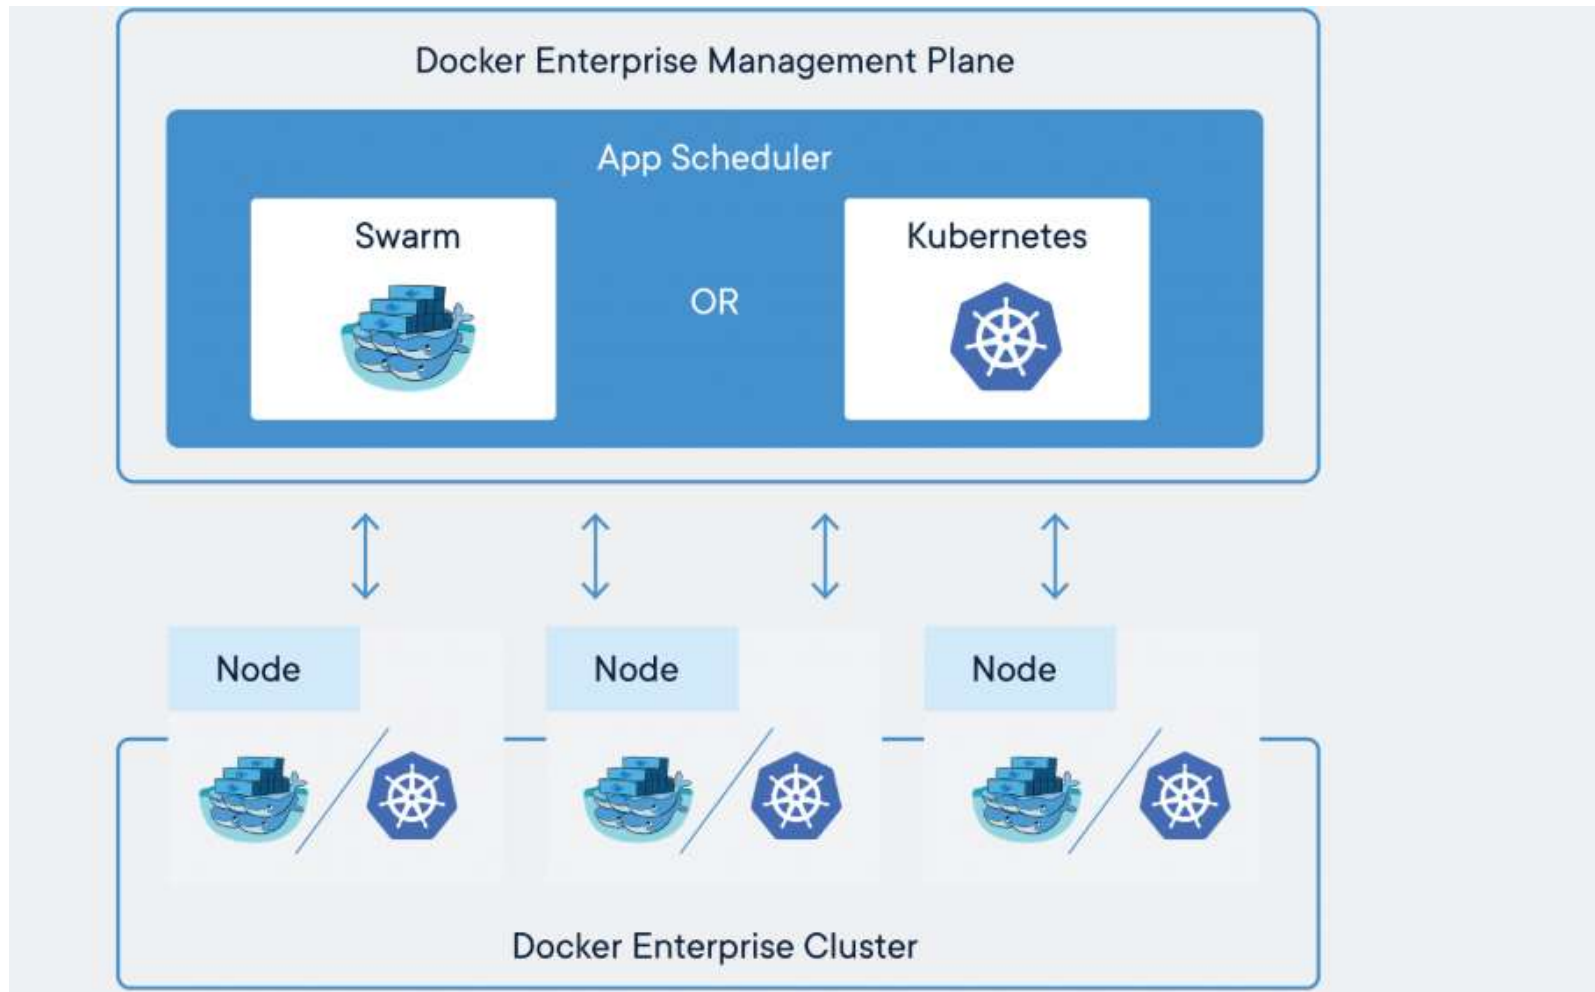 Docker Enterprise Management Plane
App Scheduler
Swarm
OR
Kubernetes
Node
Node
Node
Docker Enterprise Cluster